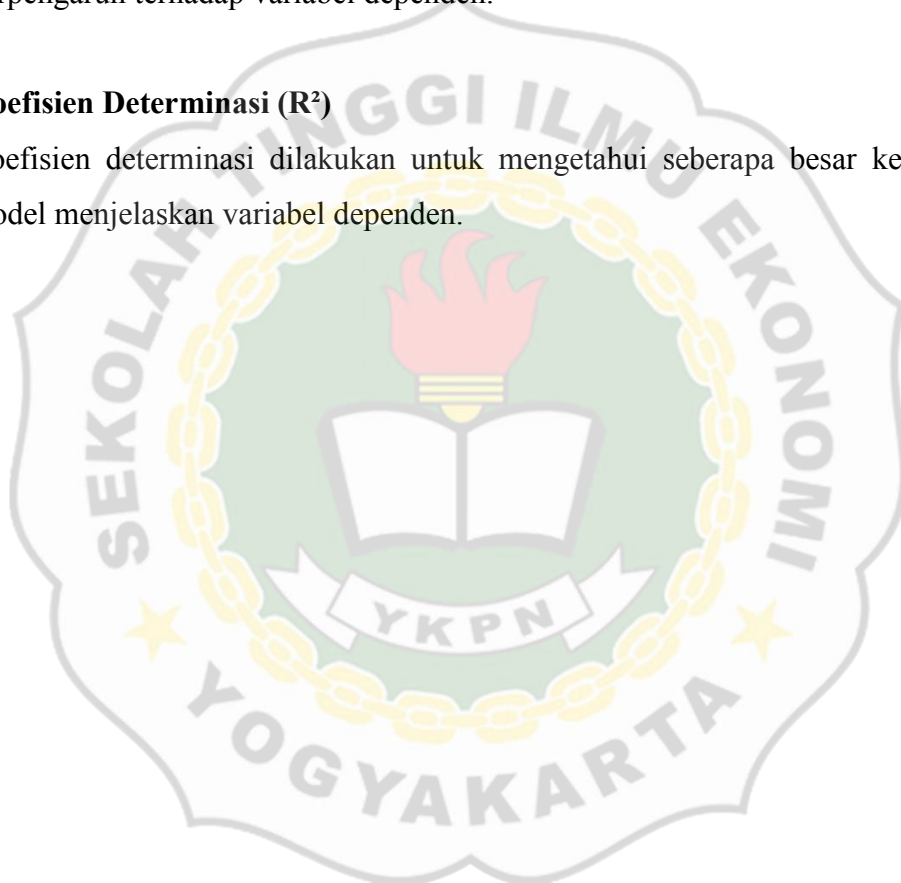 terhadap variabel dependen.
oefisien Determinasi (R²)
oefisien determinasi dilakukan untuk mengetahui seberapa besar ke
odel menjelaskan variabel dependen.
SEKOLAH TINGGI ILMU EKONOMI
YKPN
YOGYAKARTA